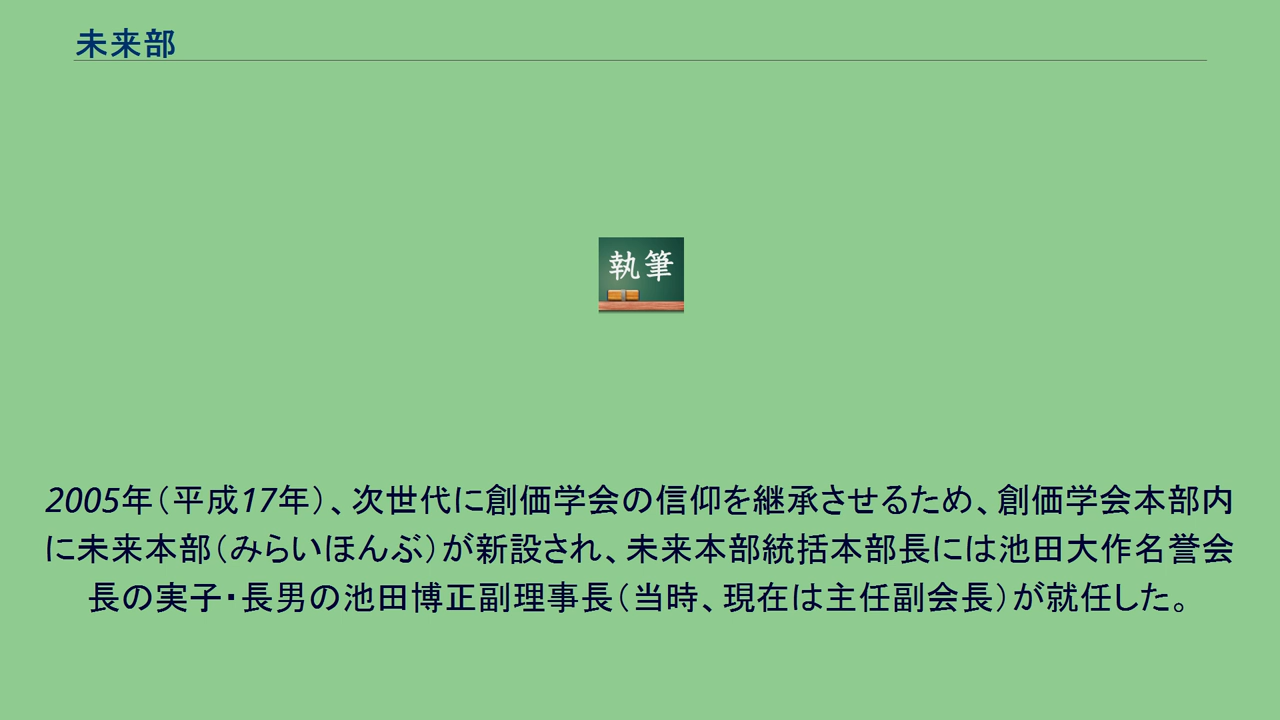 未来部
執筆
2005年（平成17年）、次世代に創価学会の信仰を継承させるため、創価学会本部内
に未来本部（みらいほんぶ）が新設され、未来本部統括本部長には池田大作名誉会
長の実子・長男の池田博正副理事長（当時、現在は主任副会長）が就任した。